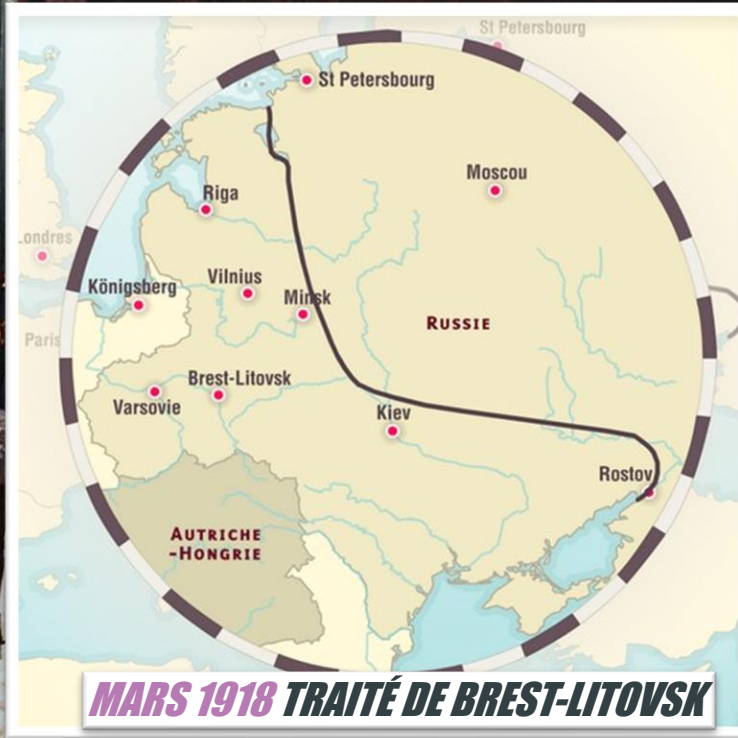 St Petersbourg
St Petersbourg
Moscou
Riga
Londres
Vilnius
Königsberg
Minsk
RUSSIE
Paris
Brest-Litovsk
Varsovie
Kiev
Rostov
AUTRICHE
-HONGRIE
MARS 1918 TRAITÉ DE BREST-LITOVSK